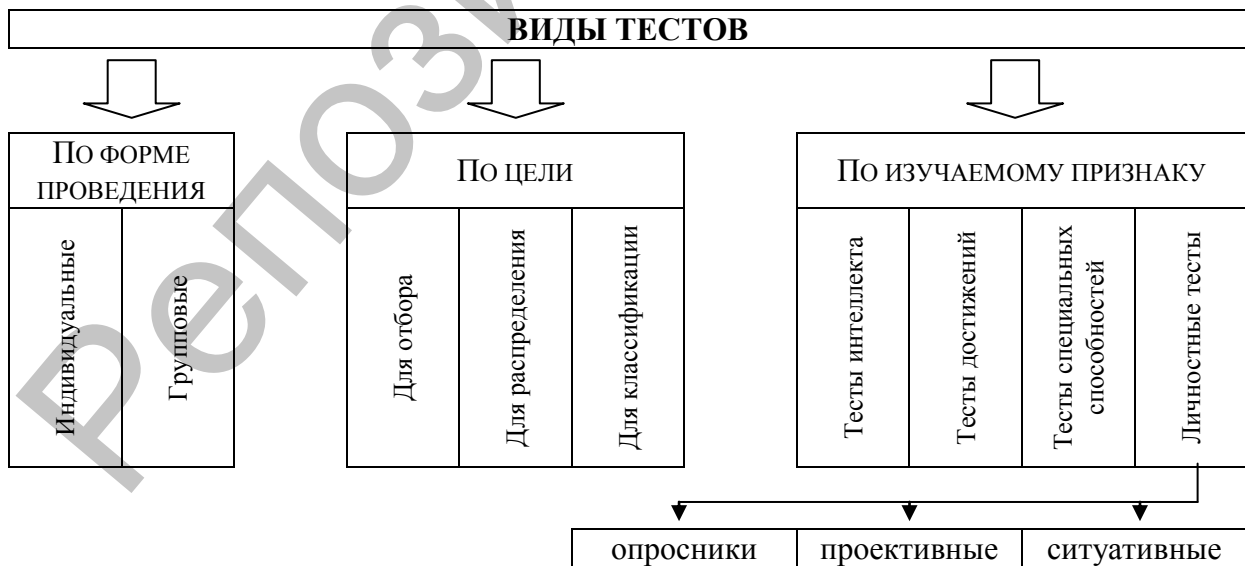 ВИДЫ ТЕСТОВ
ПО ФОРМЕ
ПРОВЕДЕНИЯ
Индивидуальные
Групповые
ПО ЦЕЛИ
Для отбора
Для распределения
Для классификации
ПО ИЗУЧАЕМОМУ ПРИЗНАКУ
Тесты интеллекта
Тесты достижений
Тесты специальных
способностей
Личностные тесты
опросники
проективные
ситуативные
Репози